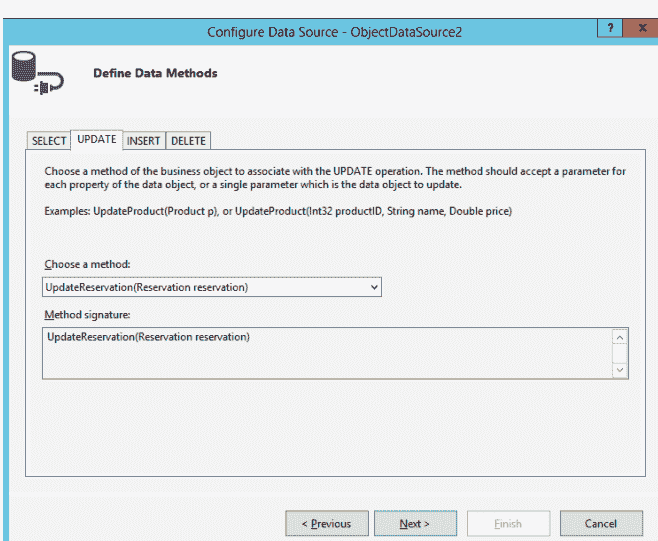 Configure Data Source - ObjectDataSource2
? x
Define Data Methods
SELECT UPDATE INSERT DELETE
Choose a method of the business object to associate with the UPDATE operation. The method should accept a parameter for
each property of the data object, or a single parameter which is the data object to update.
Examples: UpdateProduct(Product p), or UpdateProduct(Int32 productID, String name, Double price)
Choose a method:
UpdateReservation(Reservation reservation)
Method signature:
UpdateReservation(Reservation reservation)
< Previous Next > Finish Cancel